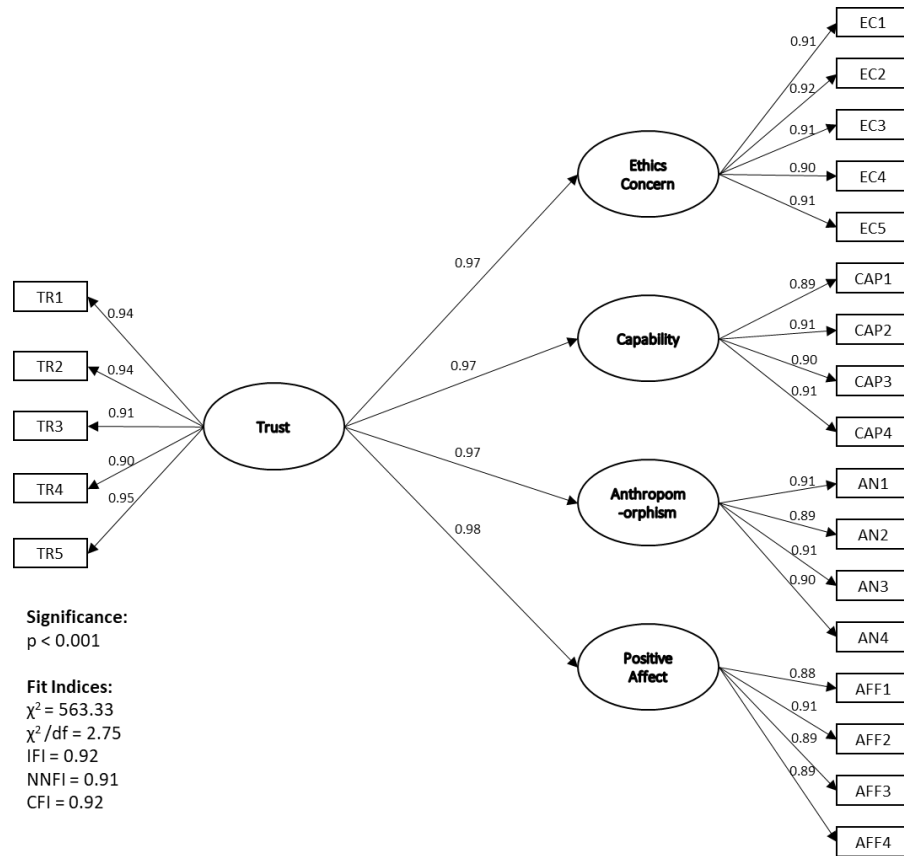 EC1
0.91
EC2
0.92
EC3
0.91
Ethics
Concern
0.90
EC4
0.91
EC5
0.97
TR1
0.94
CAP1
0.89
CAP2
0.91
Capability
CAP3
0.90
CAP4
0.91
0.97
TR2
0.94
TR3
0.91
Trust
TR4
0.90
TR5
0.95
0.97
Anthropom
-orphism
AN1
0.91
AN2
0.89
AN3
0.91
AN4
0.90
0.98
Positive
Affect
AFF1
0.88
AFF2
0.91
AFF3
0.89
AFF4
0.89
Significance:
p < 0.001
Fit Indices:
χ² = 563.33
χ² /df = 2.75
IFI = 0.92
NNFI = 0.91
CFI = 0.92